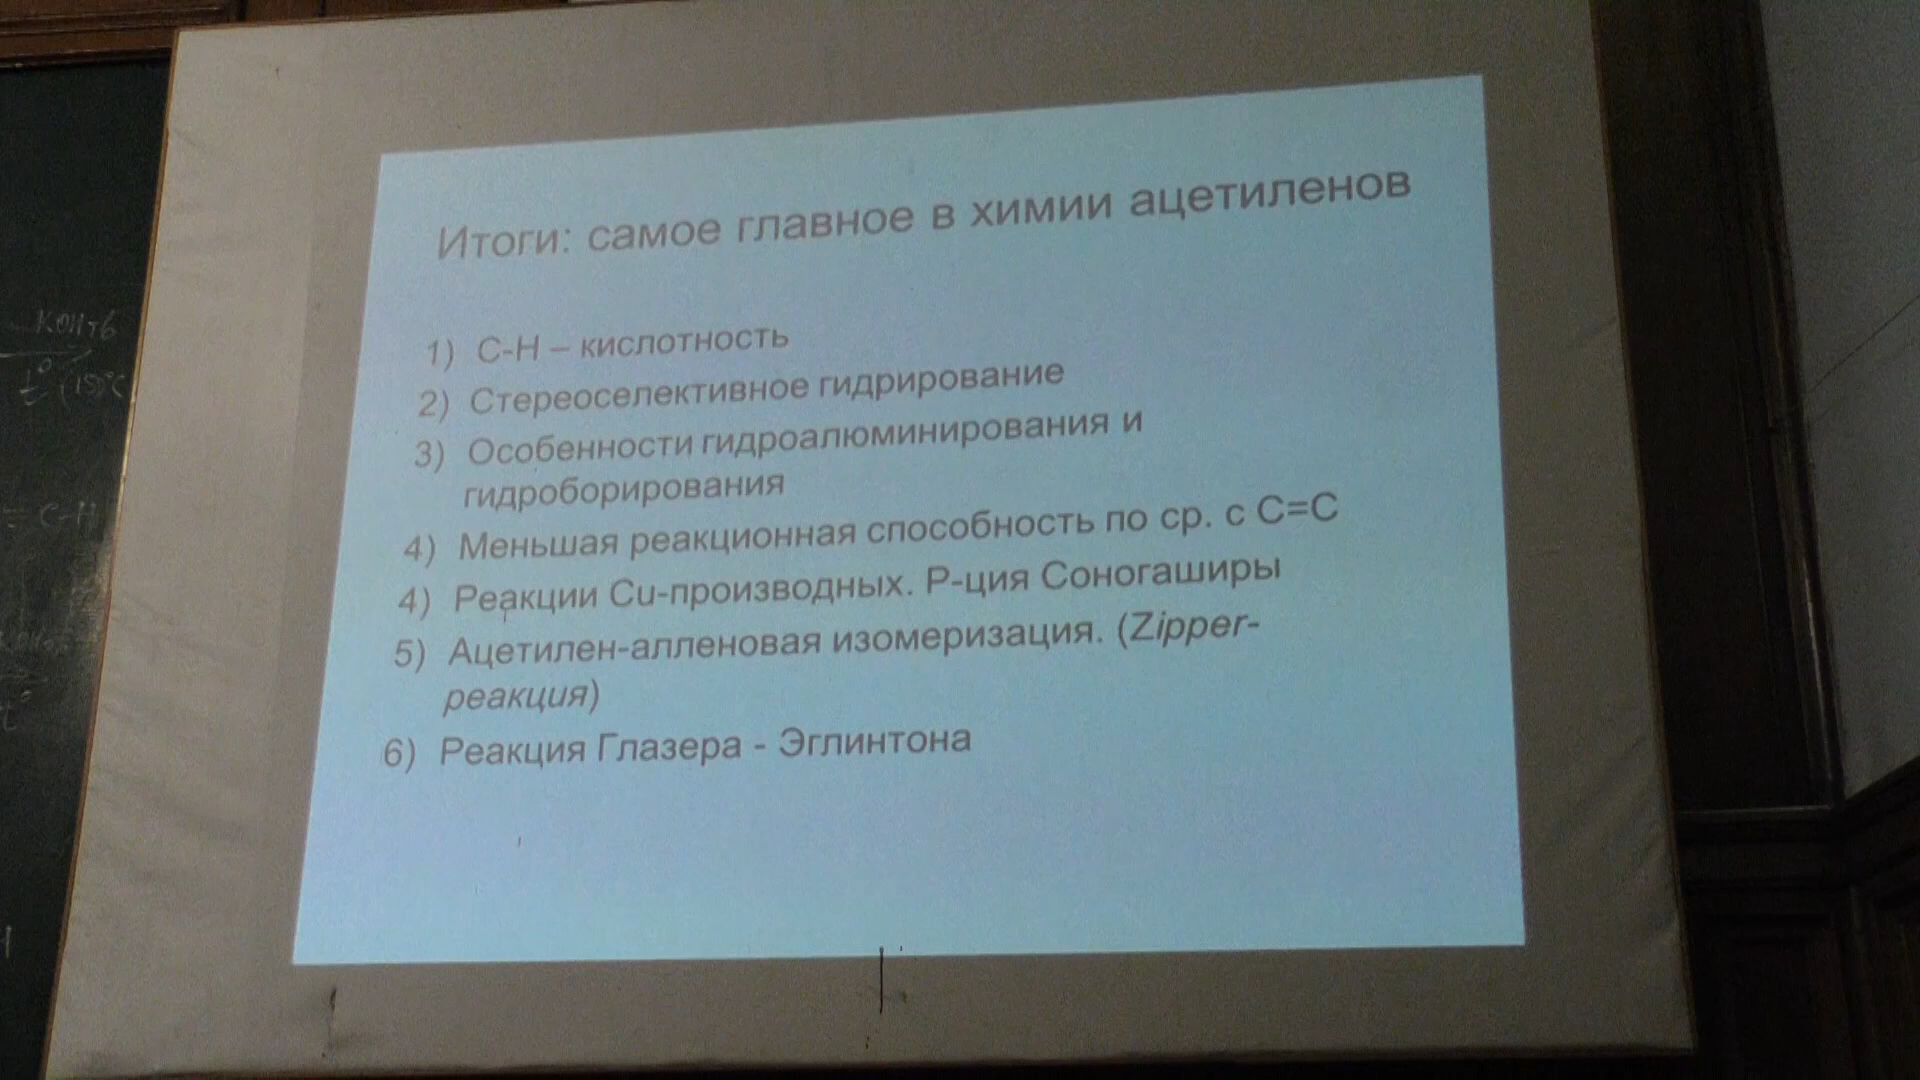 Итоги: самое главное в химии ацетиленов
1) С-Н – кислотность
2) Стереоселективное гидрирование
3) Особенности гидроалюминирования и
гидроборирования
4) Меньшая реакционная способность по ср. с С=С
4) Реакции Cu-производных. Р-ция Соногаширы
5) Ацетилен-алленовая изомеризация. (Zipper-
реакция)
6) Реакция Глазера - Эглинтона
≡ C-H